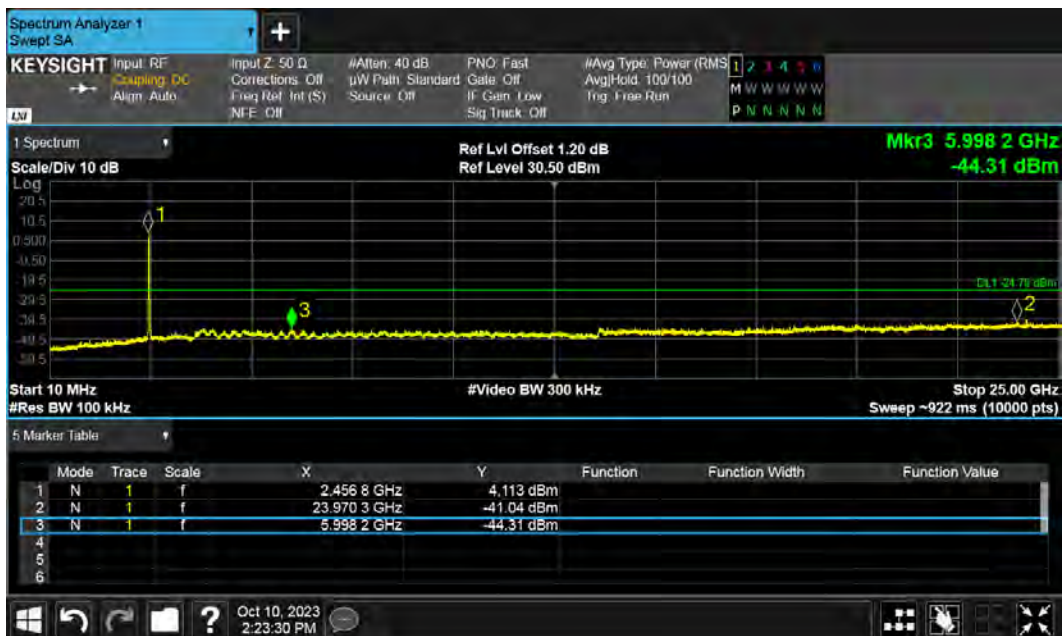 Spectrum Analyzer 1
Swept SA
+
KEYSIGHT Input: RF Input Z: 50 Ω #Atten: 40 dB PNO: Fast #Avg Type: Power (RMS 1 2 3 4 5 6
Coupling: DC Corrections: Off µW Path: Standard Gate: Off Avg|Hold: 100/100 M W W W W W
Align: Auto Freq Ref: Int (S) Source: Off IF Gain: Low Trig: Free Run
NFE: Off Sig Track: Off P N N N N N
LXI
1 Spectrum Ref Lvl Offset 1.20 dB Mkr3 5.998 2 GHz
Scale/Div 10 dB Ref Level 30.50 dBm -44.31 dBm
Log
20.5
10.5
0.500
-9.50
-19.5
-29.5
-39.5
-49.5
-59.5
1
3
2
DL1 -24.79 dBm
Start 10 MHz #Video BW 300 kHz Stop 25.00 GHz
#Res BW 100 kHz Sweep ~922 ms (10000 pts)
5 Marker Table
Mode Trace Scale X Y Function Function Width Function Value
1 N 1 f 2.456 8 GHz 4.113 dBm
2 N 1 f 23.970 3 GHz -41.04 dBm
3 N 1 f 5.998 2 GHz -44.31 dBm
4
5
6
? Oct 10, 2023
2:23:30 PM